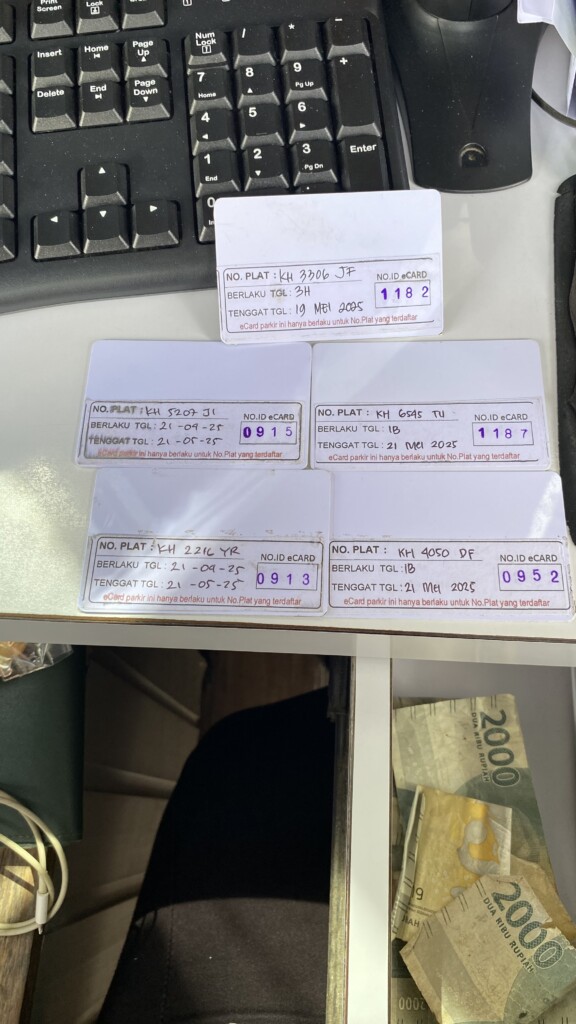 Print
Screen
Insert
Home
Page
Up
Delete
End
Page
Down
Num
Lock
/
*
-
7
Home
8
9
Pg Up
+
4
5
6
1
End
2
3
Pg Dn
Enter
0
NO. PLAT : KH 3306 JF
BERLAKU TGL : 3H
TENGGAT TGL : 19 MEI 2025
NO.ID eCARD
1182
eCard parkir ini hanya berlaku untuk No.Plat yang terdaftar
NO. PLAT : KH 5207 JI
BERLAKU TGL : 21-04-25
TENGGAT TGL : 21-05-25
NO.ID eCARD
0915
eCard parkir ini hanya berlaku untuk No.Plat yang terdaftar
NO. PLAT : KH 6545 TU
BERLAKU TGL : 1B
TENGGAT TGL : 21 MEI 2025
NO.ID eCARD
1187
eCard parkir ini hanya berlaku untuk No.Plat yang terdaftar
NO. PLAT : KH 2216 YR
BERLAKU TGL : 21-04-25
TENGGAT TGL : 21-05-25
NO.ID eCARD
0913
eCard parkir ini hanya berlaku untuk No.Plat yang terdaftar
NO. PLAT : KH 4050 DF
BERLAKU TGL : 1B
TENGGAT TGL : 21 MEI 2025
NO.ID eCARD
0952
eCard parkir ini hanya berlaku untuk No.Plat yang terdaftar
2000
DUA RIBU RUPIAH
2000
DUA RIBU RUPIAH